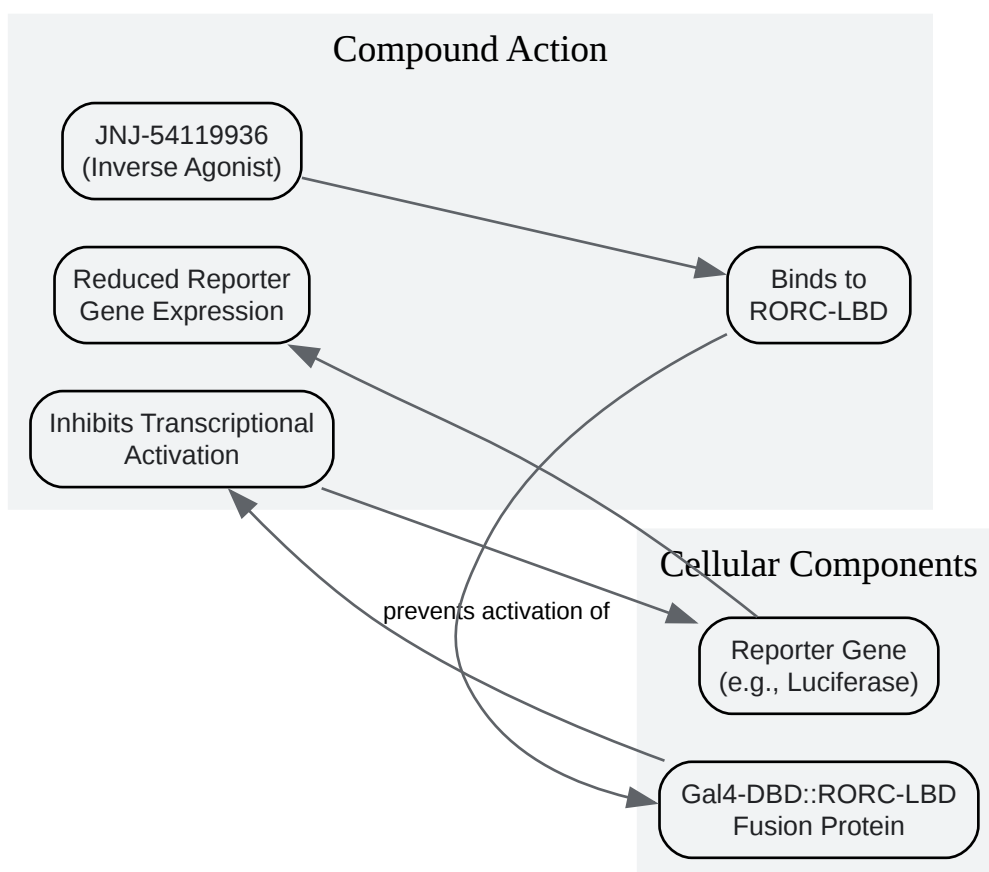 Compound Action
JNJ-54119936
(Inverse Agonist)
Reduced Reporter
Gene Expression
Binds to
RORC-LBD
Inhibits Transcriptional
Activation
Cellular Components
prevents activation of
Reporter Gene
(e.g., Luciferase)
Gal4-DBD::RORC-LBD
Fusion Protein